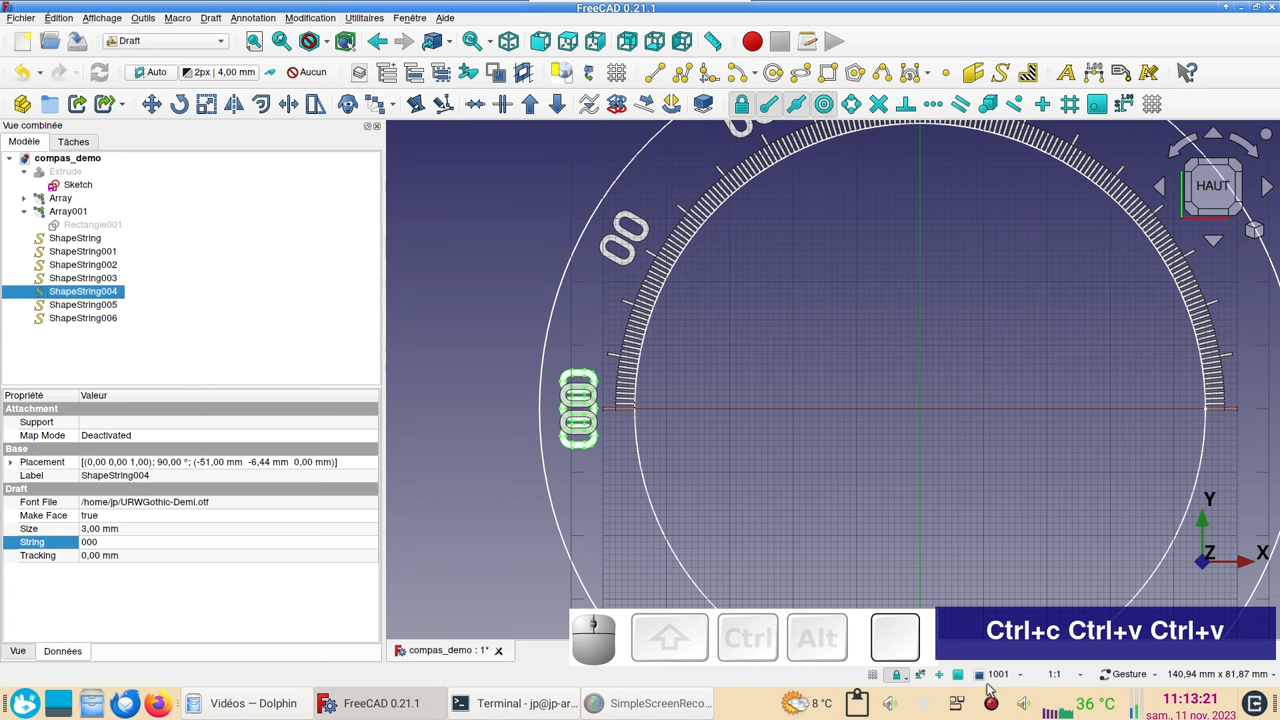 FreeCAD 0.21.1
Fichier Édition Affichage Outils Macro Draft Annotation Modification Utilitaires Fenêtre Aide
Draft
Auto 2px | 4,00 mm Aucun
Vue combinée
Modèle Tâches
compas_demo
Extrude
Sketch
Array
Array001
Rectangle001
ShapeString
ShapeString001
ShapeString002
ShapeString003
ShapeString004
ShapeString005
ShapeString006
Propriété Valeur
Attachment
Support
Map Mode Deactivated
Base
Placement [(0,00 0,00 1,00); 90,00 °; (-51,00 mm -6,44 mm 0,00 mm)]
Label ShapeString004
Draft
Font File /home/jp/URWGothic-Demi.otf
Make Face true
Size 3,00 mm
String 000
Tracking 0,00 mm
Vue Données
00
HAUT
Y
Z X
compas_demo : 1*
Ctrl Alt
Ctrl+c Ctrl+v Ctrl+v
1001 1:1 Gesture 140,94 mm x 81,87 mm
Vidéos — Dolphin
FreeCAD 0.21.1
Terminal - jp@jp-ar...
SimpleScreenReco...
8°C
36 °C
11:13:21
sam., 11 nov. 2023